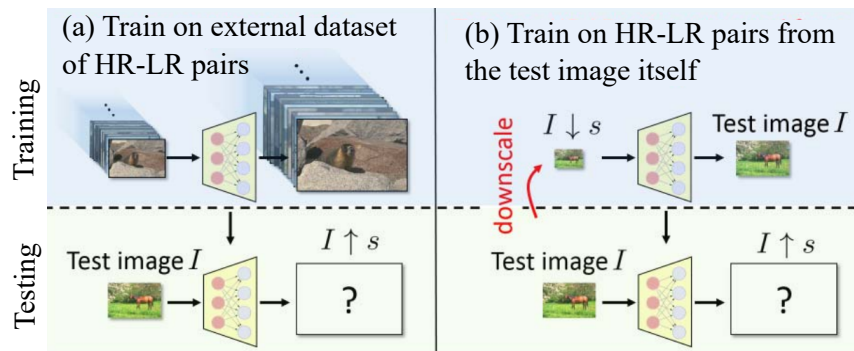 (a) Train on external dataset
of HR-LR pairs
(b) Train on HR-LR pairs from
the test image itself
Training
I ↓ s
Test image I
downscale
Testing
Test image I
I ↑ s
?
Test image I
I ↑ s
?